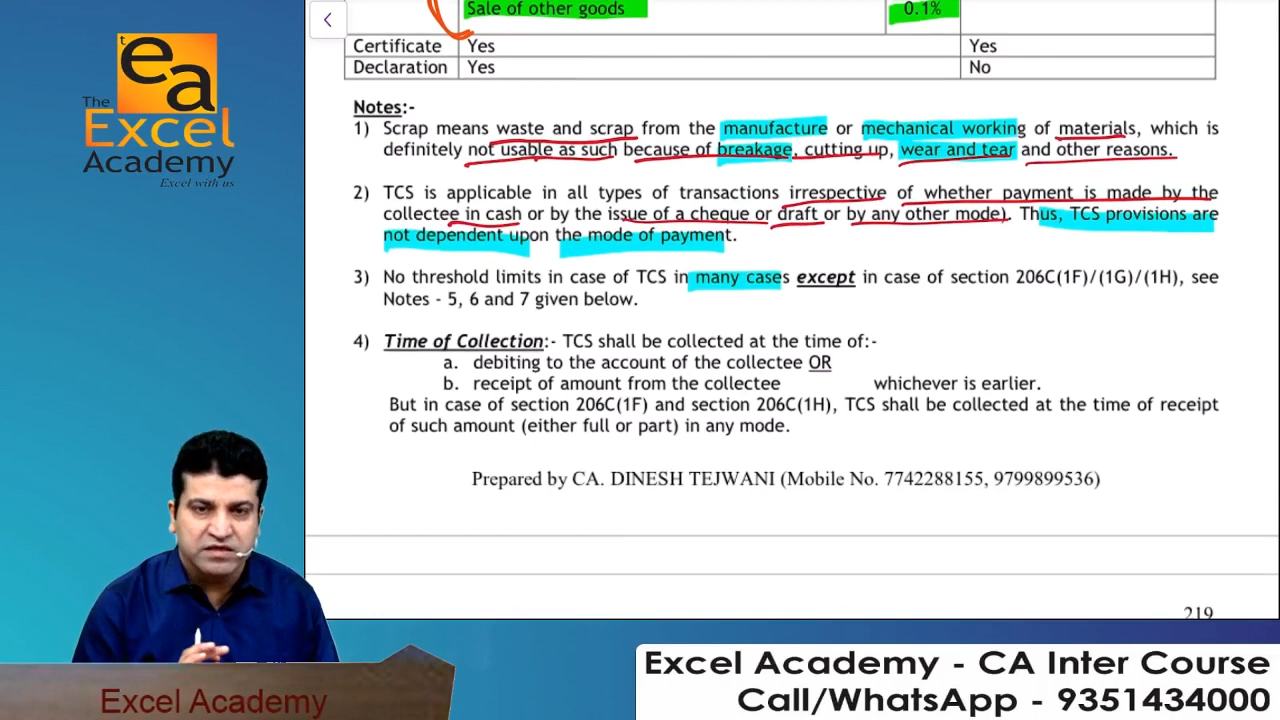 t
ea
The
Excel
Academy
Excel with us
Sale of other goods 0.1%
Certificate Yes Yes
Declaration Yes No
Notes:-
1) Scrap means waste and scrap from the manufacture or mechanical working of materials, which is
definitely not usable as such because of breakage, cutting up, wear and tear and other reasons.
2) TCS is applicable in all types of transactions irrespective of whether payment is made by the
collectee in cash or by the issue of a cheque or draft or by any other mode). Thus, TCS provisions are
not dependent upon the mode of payment.
3) No threshold limits in case of TCS in many cases except in case of section 206C(1F)/(1G)/(1H), see
Notes - 5, 6 and 7 given below.
4) Time of Collection:- TCS shall be collected at the time of:-
a. debiting to the account of the collectee OR
b. receipt of amount from the collectee whichever is earlier.
But in case of section 206C(1F) and section 206C(1H), TCS shall be collected at the time of receipt
of such amount (either full or part) in any mode.
Prepared by CA. DINESH TEJWANI (Mobile No. 7742288155, 9799899536)
219
Excel Academy
Excel Academy - CA Inter Course
Call/WhatsApp - 9351434000